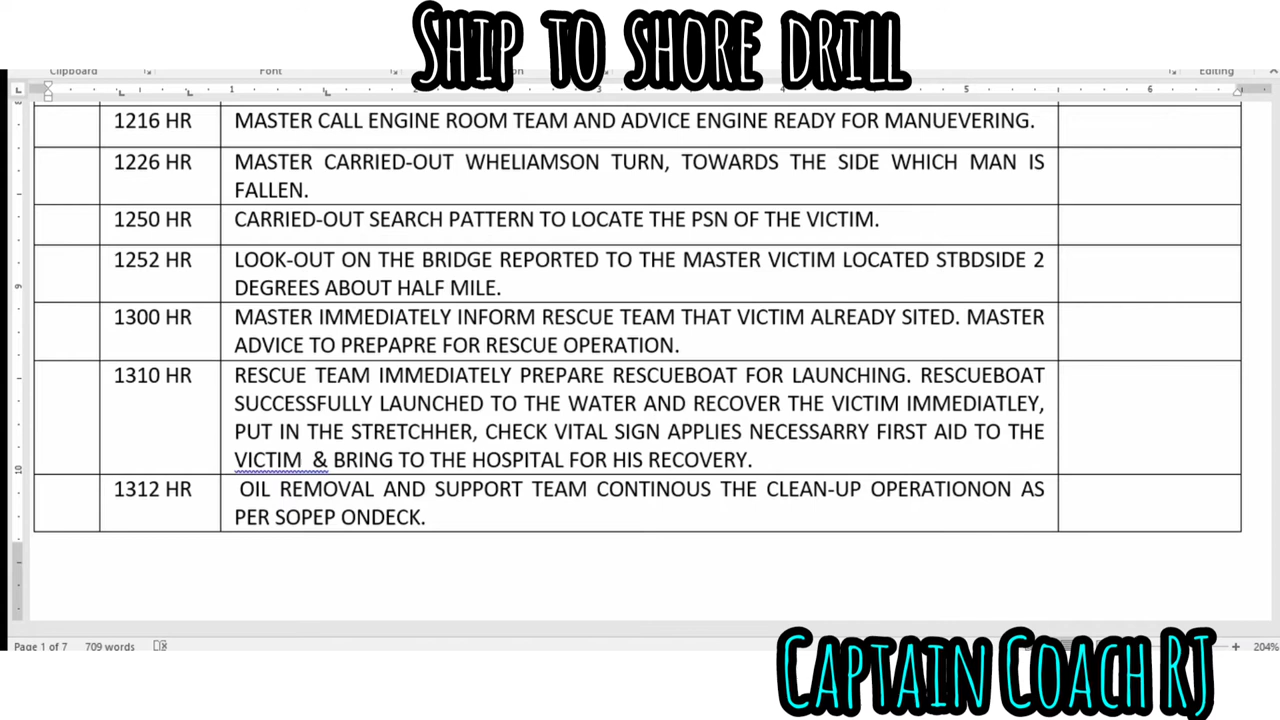 SHIP TO SHORE DRILL
Clipboard
Font
Editing
1 2 3 5 6
1216 HR MASTER CALL ENGINE ROOM TEAM AND ADVICE ENGINE READY FOR MANUEVERING.
1226 HR MASTER CARRIED-OUT WHELIAMSON TURN, TOWARDS THE SIDE WHICH MAN IS
FALLEN.
1250 HR CARRIED-OUT SEARCH PATTERN TO LOCATE THE PSN OF THE VICTIM.
1252 HR LOOK-OUT ON THE BRIDGE REPORTED TO THE MASTER VICTIM LOCATED STBDSIDE 2
DEGREES ABOUT HALF MILE.
1300 HR MASTER IMMEDIATELY INFORM RESCUE TEAM THAT VICTIM ALREADY SITED. MASTER
ADVICE TO PREPAPRE FOR RESCUE OPERATION.
1310 HR RESCUE TEAM IMMEDIATELY PREPARE RESCUEBOAT FOR LAUNCHING. RESCUEBOAT
SUCCESSFULLY LAUNCHED TO THE WATER AND RECOVER THE VICTIM IMMEDIATLEY,
PUT IN THE STRETCHHER, CHECK VITAL SIGN APPLIES NECESSARRY FIRST AID TO THE
VICTIM & BRING TO THE HOSPITAL FOR HIS RECOVERY.
1312 HR OIL REMOVAL AND SUPPORT TEAM CONTINOUS THE CLEAN-UP OPERATIONON AS
PER SOPEP ONDECK.
Page 1 of 7 709 words
204%
CAPTAIN COACH RJ